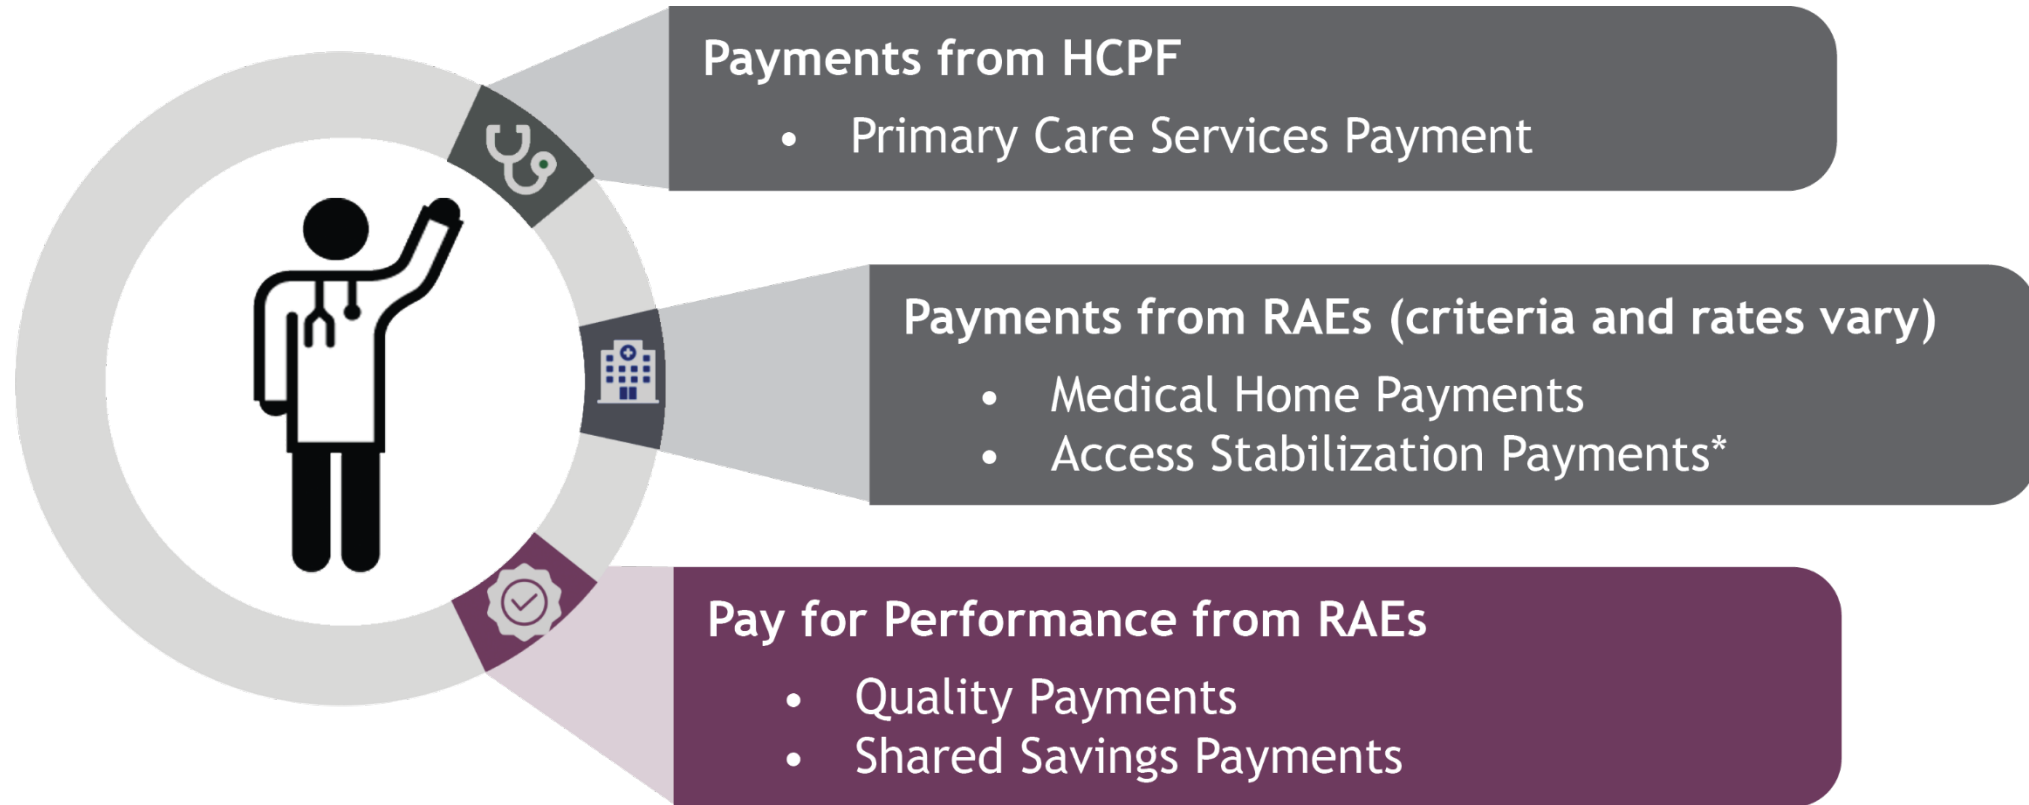 Payments from HCPF
• Primary Care Services Payment
Payments from RAEs (criteria and rates vary)
• Medical Home Payments
• Access Stabilization Payments*
Pay for Performance from RAEs
• Quality Payments
• Shared Savings Payments